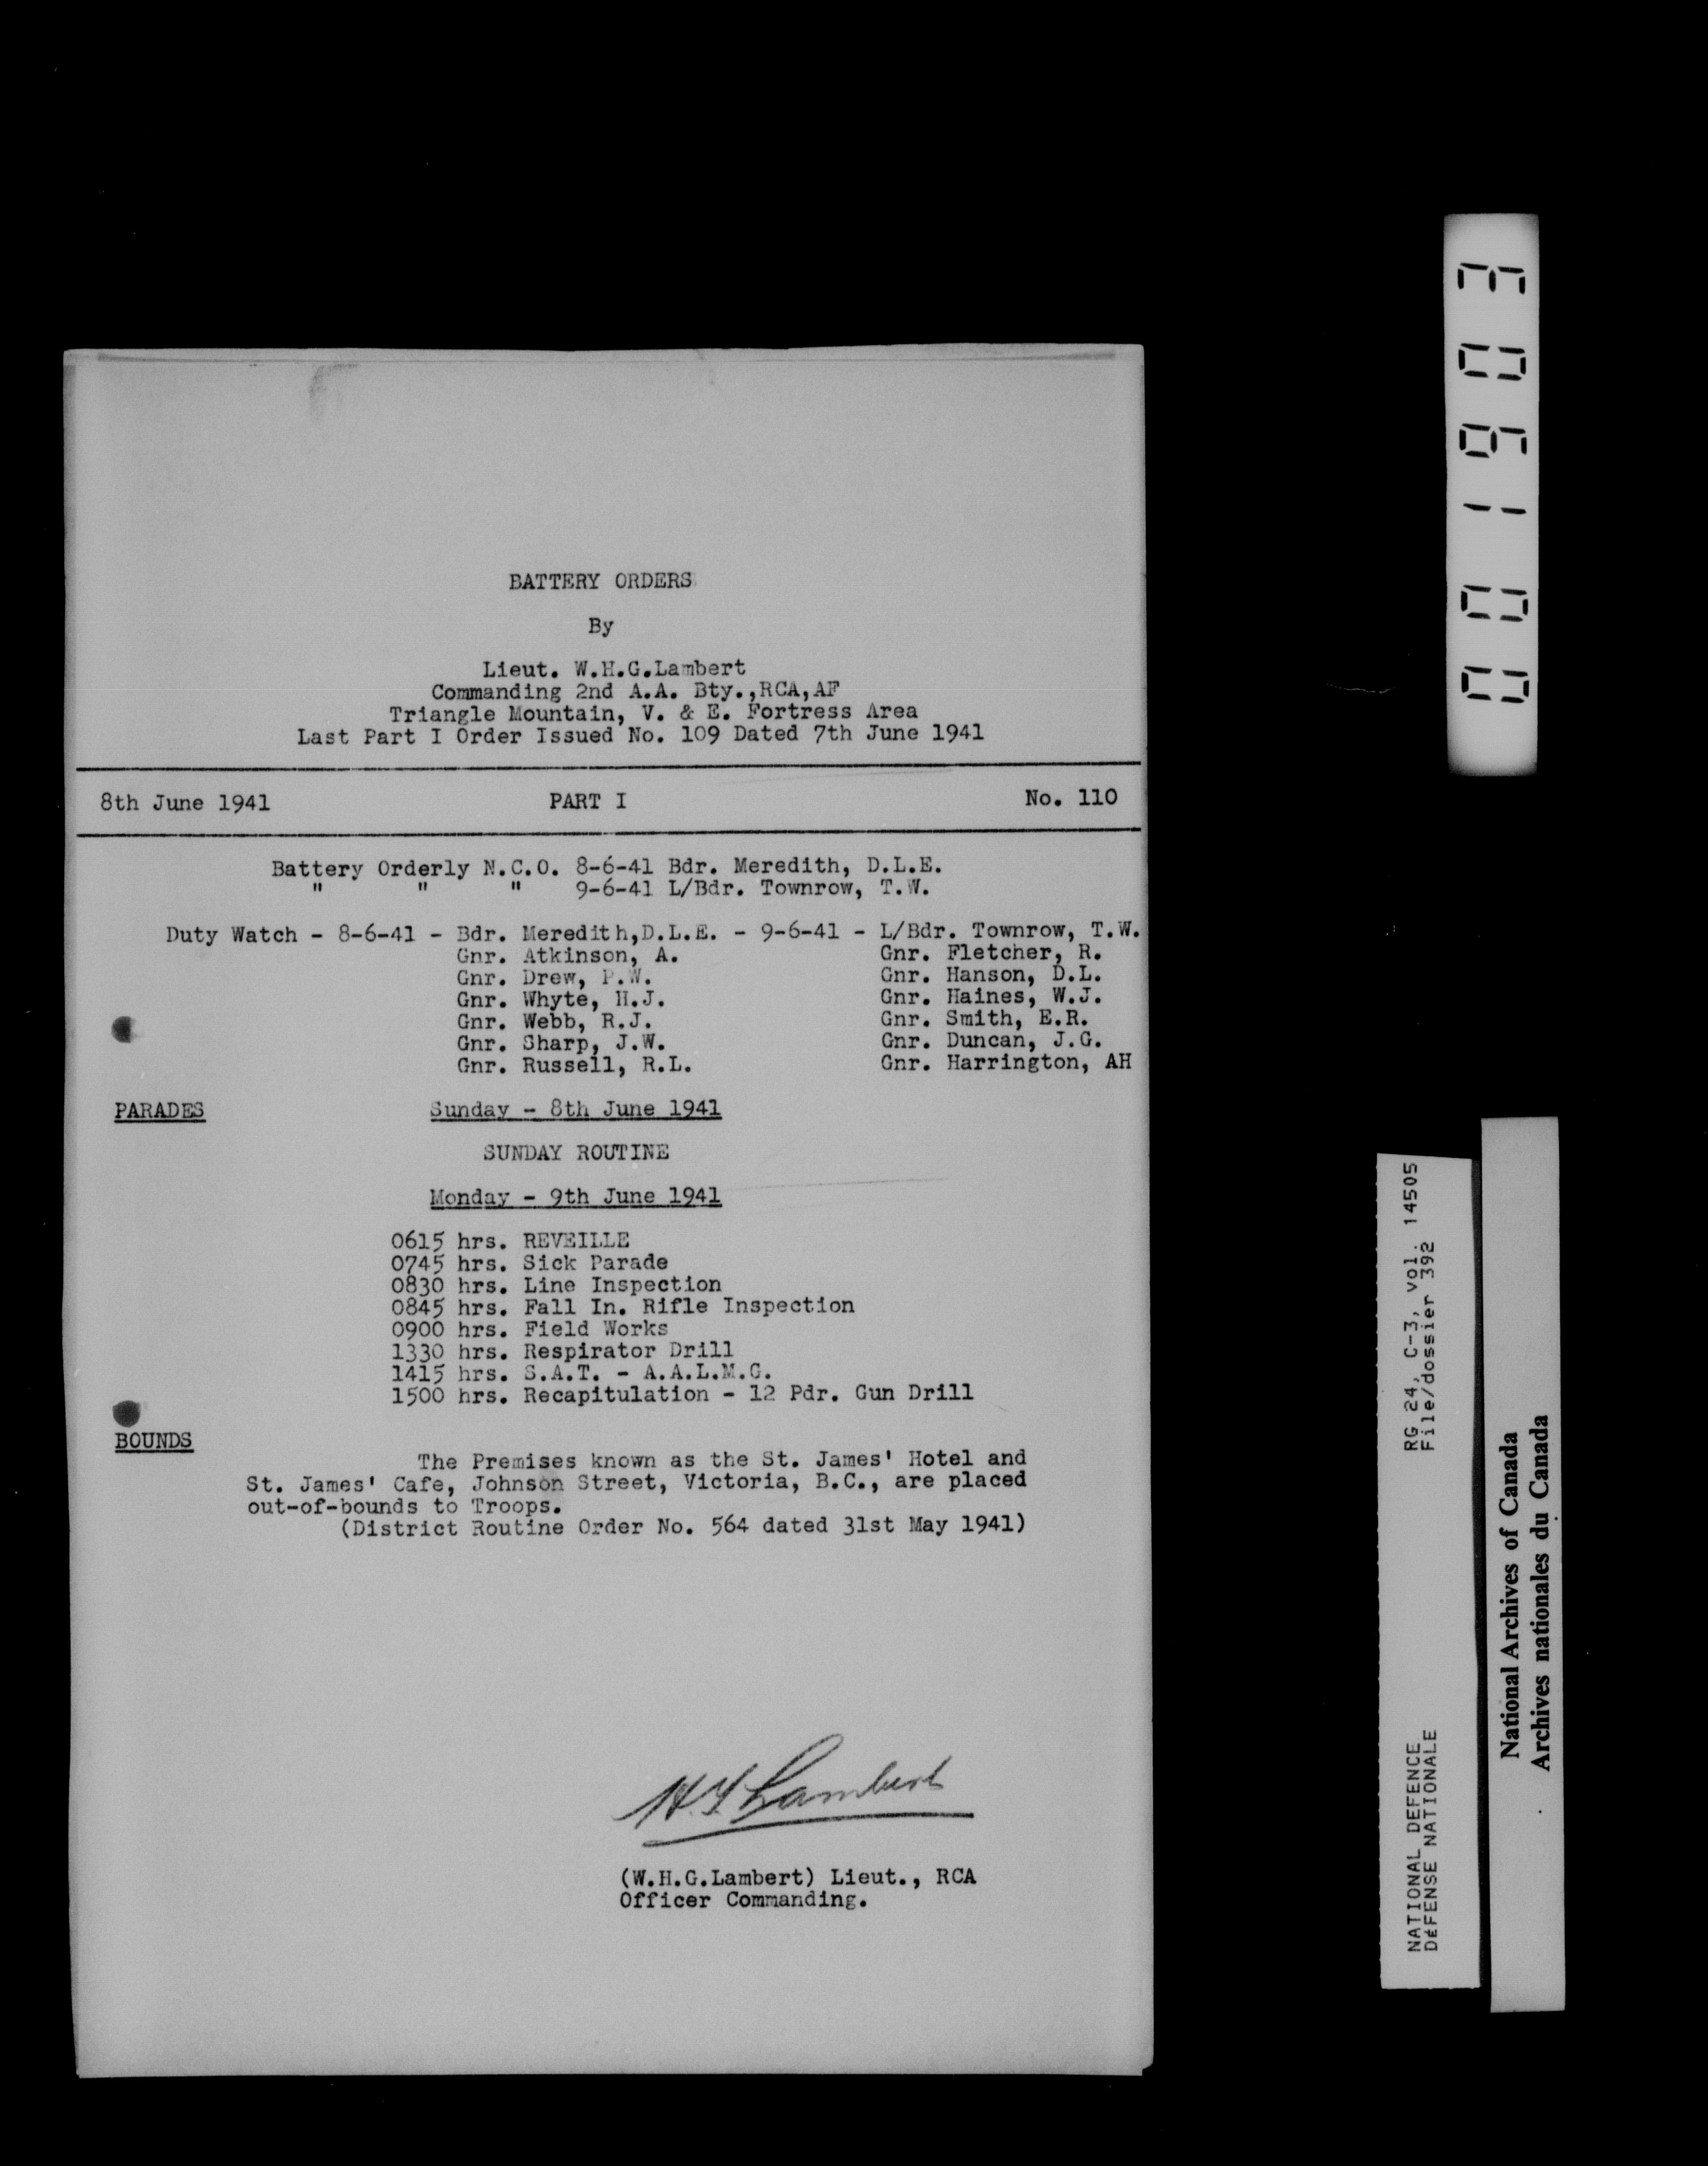 BATTERY ORDERS
By
Lieut. W.H.G.Lambert
Commanding 2nd A.A. Bty.,RCA,AF
Triangle Mountain, V. & E. Fortress Area
Last Part I Order Issued No. 109 Dated 7th June 1941
8th June 1941 PART I No. 110
Battery Orderly N.C.O. 8-6-41 Bdr. Meredith, D.L.E.
" " " 9-6-41 L/Bdr. Townrow, T.W.
Duty Watch - 8-6-41 - Bdr. Meredith,D.L.E. - 9-6-41 - L/Bdr. Townrow, T.W.
Gnr. Atkinson, A. Gnr. Fletcher, R.
Gnr. Drew, P.W. Gnr. Hanson, D.L.
Gnr. Whyte, H.J. Gnr. Haines, W.J.
Gnr. Webb, R.J. Gnr. Smith, E.R.
Gnr. Sharp, J.W. Gnr. Duncan, J.G.
Gnr. Russell, R.L. Gnr. Harrington, AH
PARADES Sunday - 8th June 1941
SUNDAY ROUTINE
Monday - 9th June 1941
0615 hrs. REVEILLE
0745 hrs. Sick Parade
0830 hrs. Line Inspection
0845 hrs. Fall In. Rifle Inspection
0900 hrs. Field Works
1330 hrs. Respirator Drill
1415 hrs. S.A.T. - A.A.L.M.G.
1500 hrs. Recapitulation - 12 Pdr. Gun Drill
BOUNDS
The Premises known as the St. James' Hotel and
St. James' Cafe, Johnson Street, Victoria, B.C., are placed
out-of-bounds to Troops.
(District Routine Order No. 564 dated 31st May 1941)
Lambert
(W.H.G.Lambert) Lieut., RCA
Officer Commanding.
001903
NATIONAL DEFENCE RG 24, C-3, vol. 14505
DéFENSE NATIONALE File/dossier 392
National Archives of Canada
Archives nationales du Canada